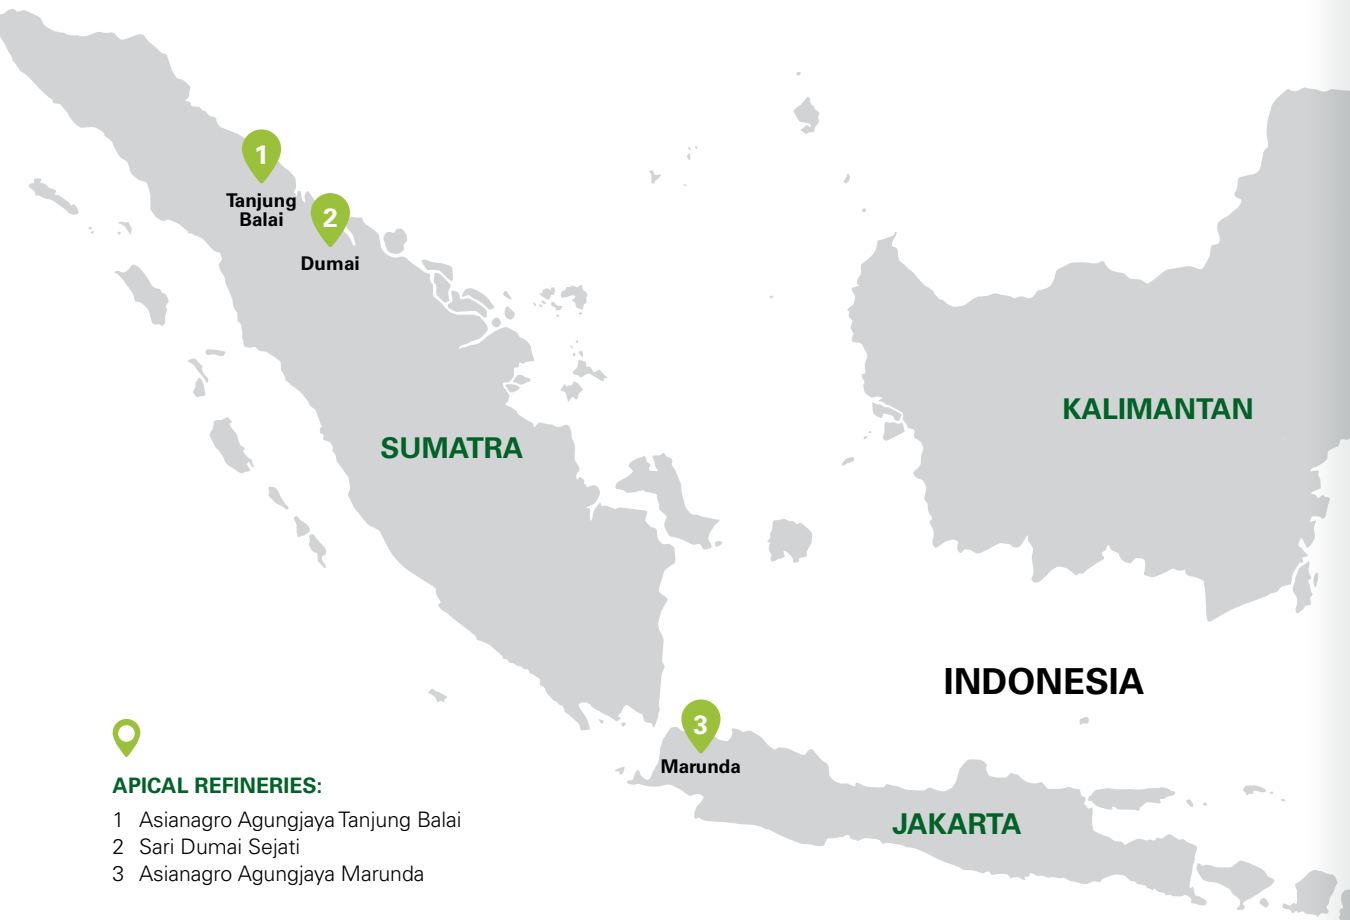 1
Tanjung
Balai
2
Dumai
SUMATRA
KALIMANTAN
INDONESIA
3
Marunda
JAKARTA
APICAL REFINERIES:
1 Asianagro Agungjaya Tanjung Balai
2 Sari Dumai Sejati
3 Asianagro Agungjaya Marunda